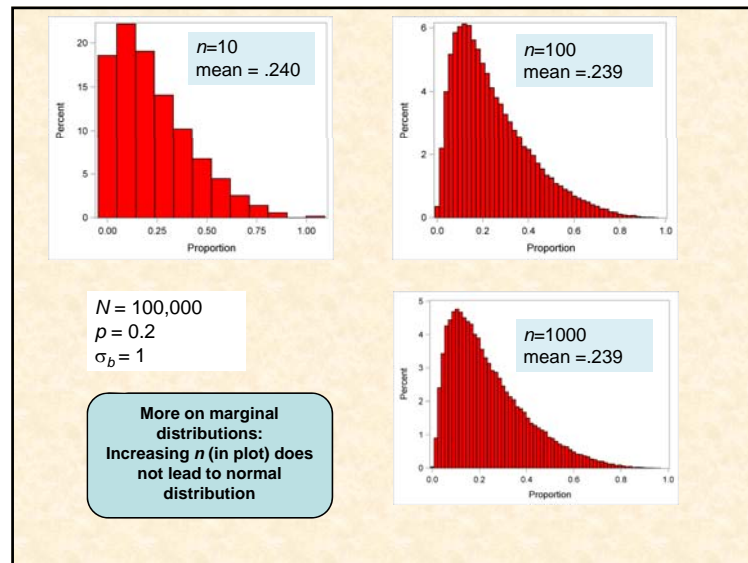 n=10
mean = .240
Percent
20
15
10
5
0
0.00 0.25 0.50 0.75 1.00
Proportion
n=100
mean =.239
Percent
6
4
2
0
0.0 0.2 0.4 0.6 0.8 1.0
Proportion
N = 100,000
p = 0.2
σb = 1
More on marginal
distributions:
Increasing n (in plot) does
not lead to normal
distribution
n=1000
mean =.239
Percent
5
4
3
2
1
0
0.0 0.2 0.4 0.6 0.8 1.0
Proportion